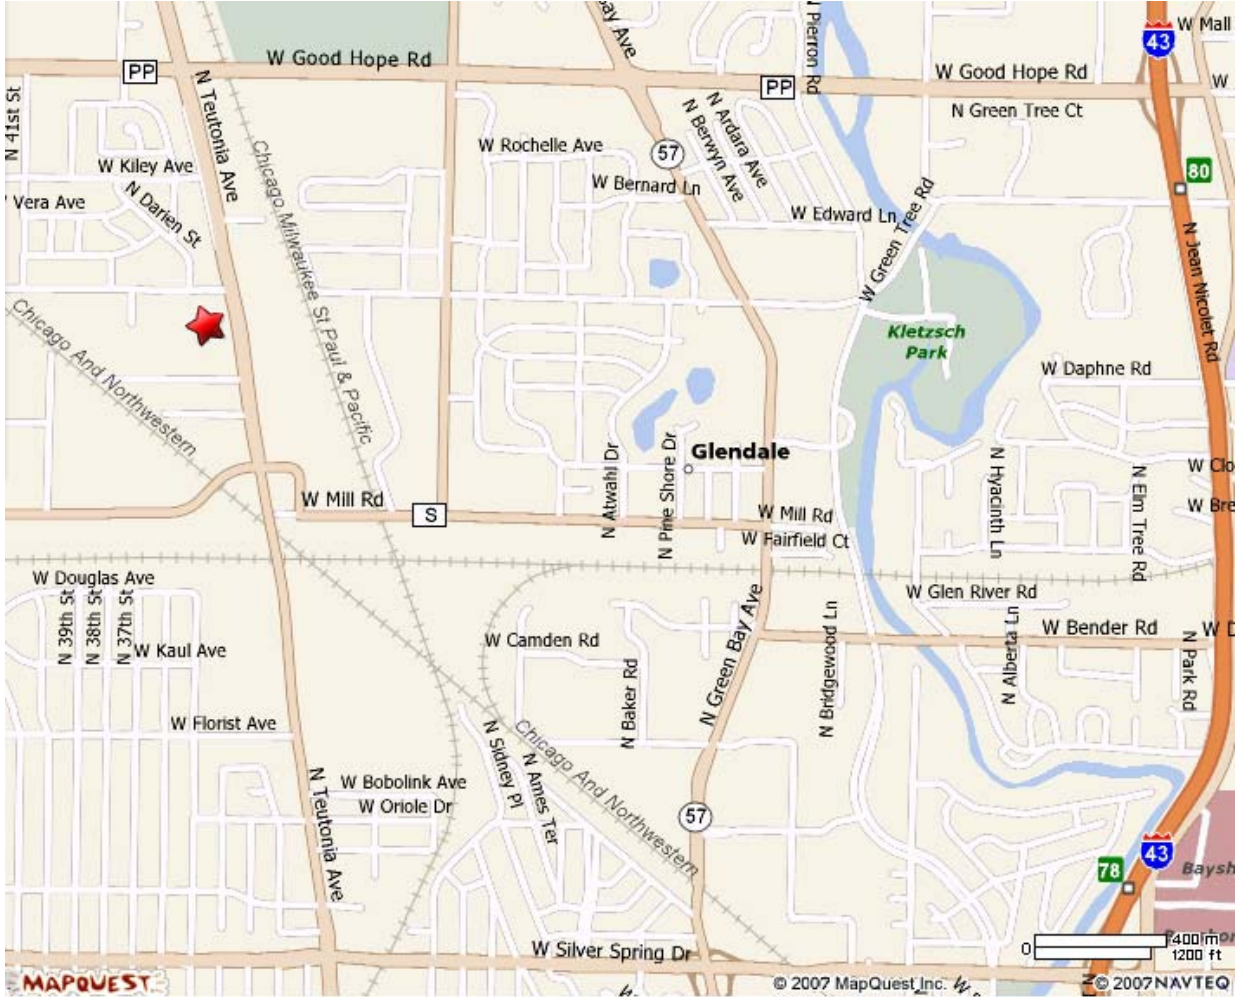 W Mall
43
Bay Ave
N Pierron Rd
W Good Hope Rd
PP
W Good Hope Rd
PP
W
N Teutonia Ave
N 41st St
N Green Tree Ct
N Ardara Ave
N Berwyn Ave
W Rochelle Ave
57
Chicago Milwaukee St Paul & Pacific
W Kiley Ave
80
W Bernard Ln
Vera Ave
N Darien St
W Edward Ln
W Green Tree Rd
N Jean Nicolet Rd
Chicago And Northwestern
Kletzsch
Park
W Daphne Rd
Glendale
N Atwahl Dr
N Pine Shore Dr
N Hyacinth Ln
N Elm Tree Rd
W Clo
W Mill Rd
S
W Mill Rd
W Bre
W Fairfield Ct
W Douglas Ave
N 39th St
N 38th St
N 37th St
W Glen River Rd
N Green Bay Ave
N Bridgewood Ln
N Alberta Ln
W Bender Rd
W D
N Park Rd
W Camden Rd
W Kaul Ave
N Baker Rd
W Florist Ave
N Sidney Pl
N Ames Ter
Chicago And Northwestern
N Teutonia Ave
W Bobolink Ave
W Oriole Dr
57
43
78
Baysh
W Silver Spring Dr
0
400 m
1200 ft
N
W S
MAPQUEST
© 2007 MapQuest Inc.
© 2007 NAVTEQ